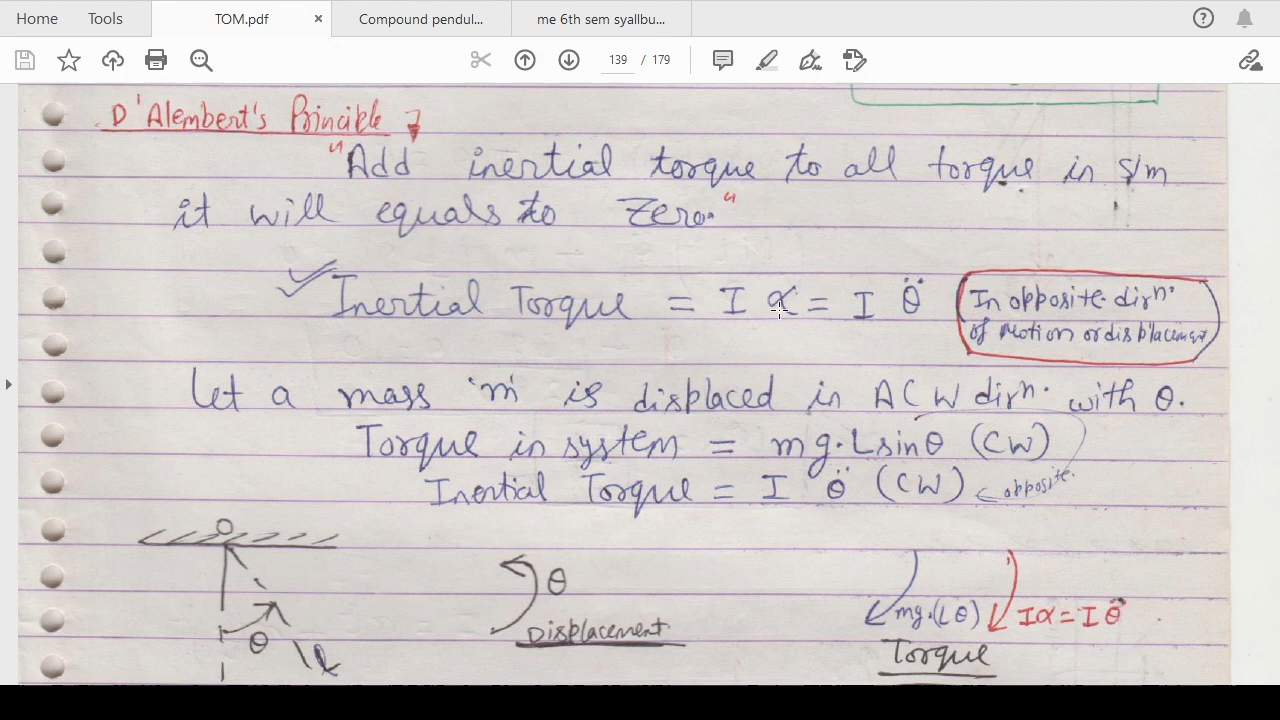 Home Tools TOM.pdf × Compound pendul... me 6th sem syallbu...
139 / 179
D'Alembert's Principle
"Add inertial torque to all torque in s/m
it will equals to Zero."
Inertial Torque = I α = I θ̈
In opposite dirⁿ.
of motion or displacement
Let a mass 'm' is displaced in ACW dirⁿ. with θ.
Torque in system = mg.Lsinθ (CW)
Inertial Torque = I θ̈ (CW) ← opposite.
θ
l
θ
Displacement
mg.(Lθ)
Iα = I θ̈
Torque